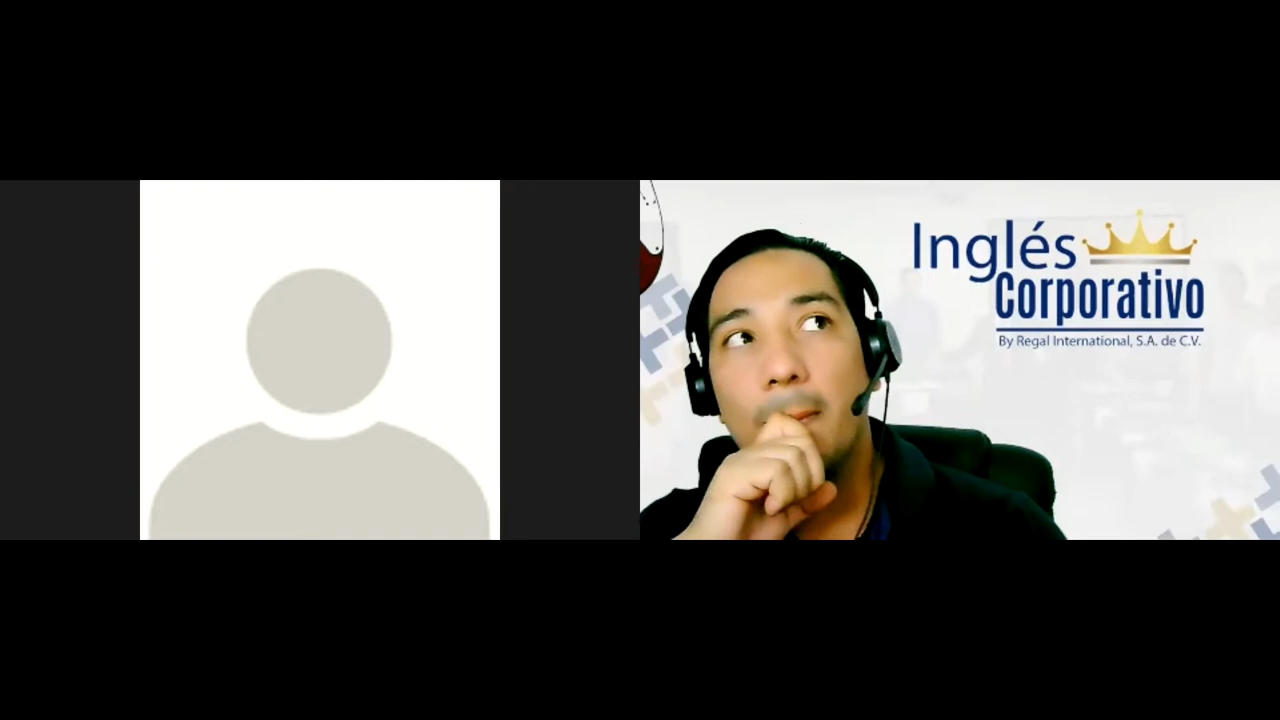 Inglés
Corporativo
By Regal International, S.A. de C.V.